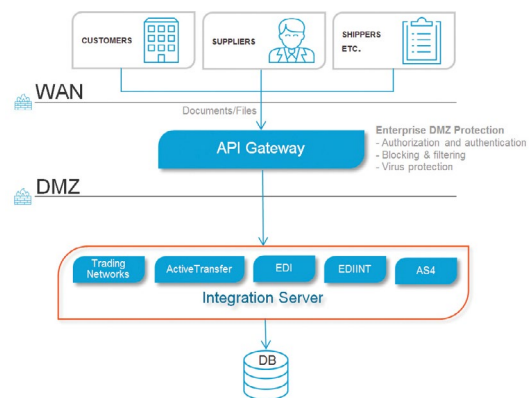 CUSTOMERS
SUPPLIERS
SHIPPERS
ETC.
WAN
Documents/Files
API Gateway
Enterprise DMZ Protection
- Authorization and authentication
- Blocking & filtering
- Virus protection
DMZ
Trading
Networks
ActiveTransfer
EDI
EDIINT
AS4
Integration Server
DB